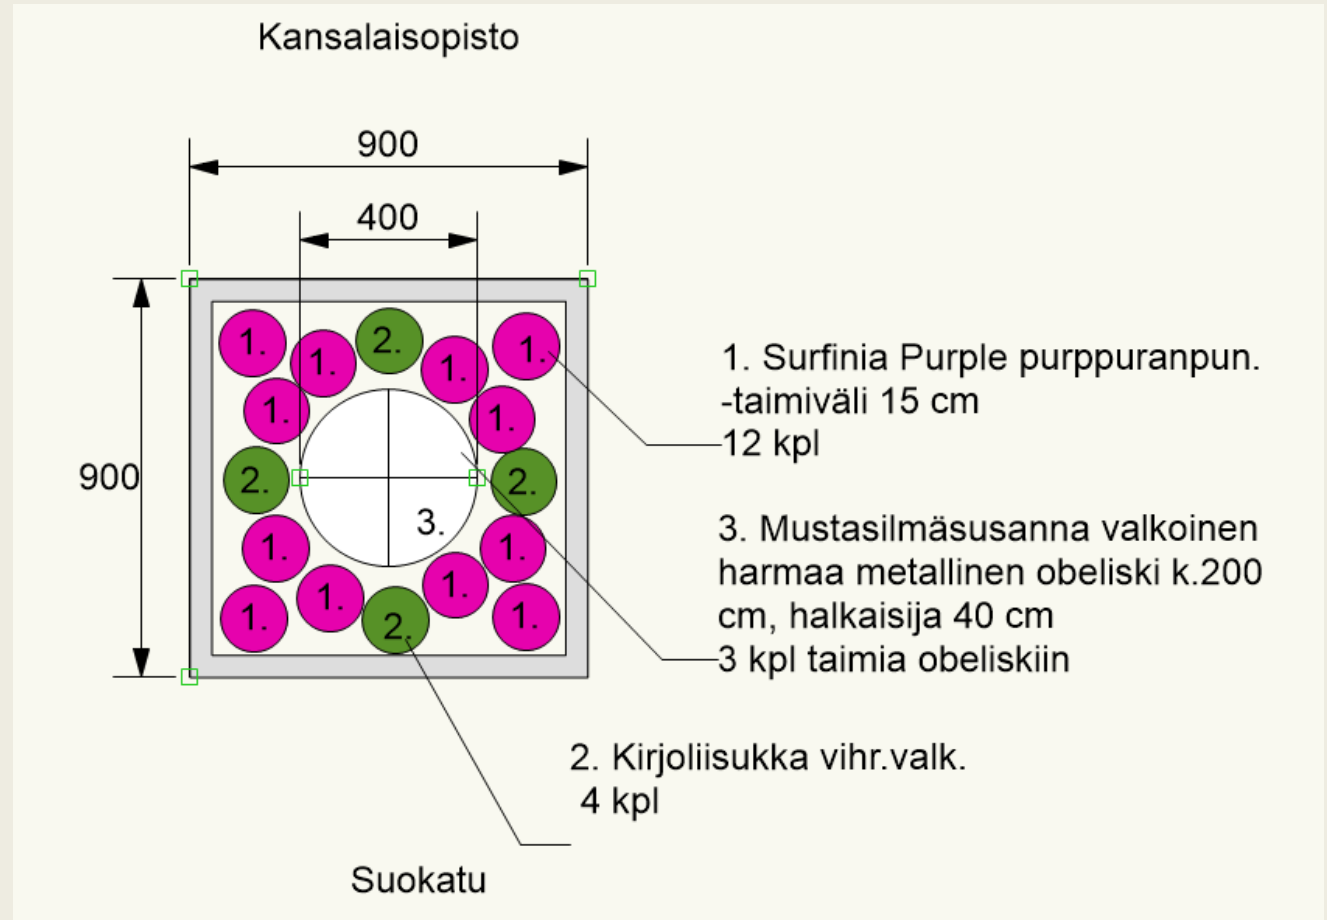 Kansalaisopisto
900
400
900
1.
1.
2.
1.
1.
1.
1.
2.
2.
3.
1.
1.
1.
1.
1.
1.
2.
1. Surfinia Purple purppuranpun.
-taimiväli 15 cm
12 kpl
3. Mustasilmäsusanna valkoinen
harmaa metallinen obeliski k.200
cm, halkaisija 40 cm
3 kpl taimia obeliskiin
2. Kirjoliisukka vihr.valk.
4 kpl
Suokatu